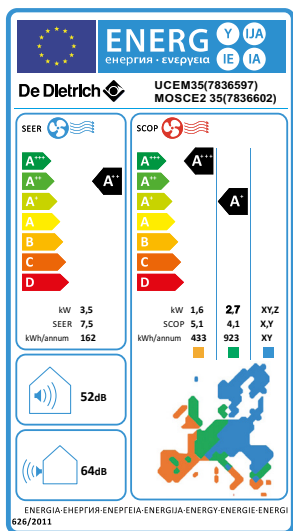 ENERG Y IJA
енергия · ενεργεια IE IA
De Dietrich
UCEM35(7836597)
MOSCE2 35(7836602)
SEER
SCOP
A+++ A+++
A++ A++
A+ A+
A
B
C
D
A+++
A++
A+
A
B
C
D
kW 3,5
SEER 7,5
kWh/annum 162
kW 1,6 2,7 XY,Z
SCOP 5,1 4,1 X,Y
kWh/annum 433 923 XY
52dB
64dB
ENERGIA·ЕНЕРГИЯ·ΕΝΕΡΓΕΙΑ·ENERGIJA·ENERGY·ENERGIE·ENERGI
626/2011